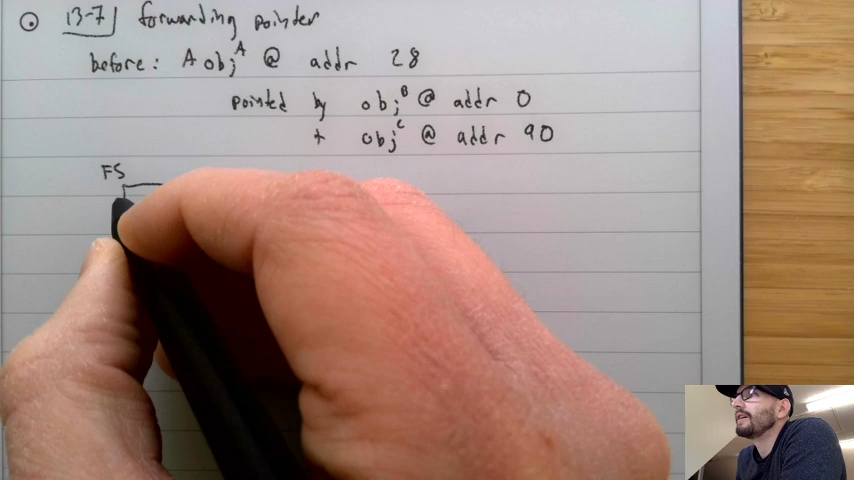 13-7 forwarding pointer
before: A obj^A @ addr 28
pointed by obj^B @ addr 0
+ obj^C @ addr 90
FS